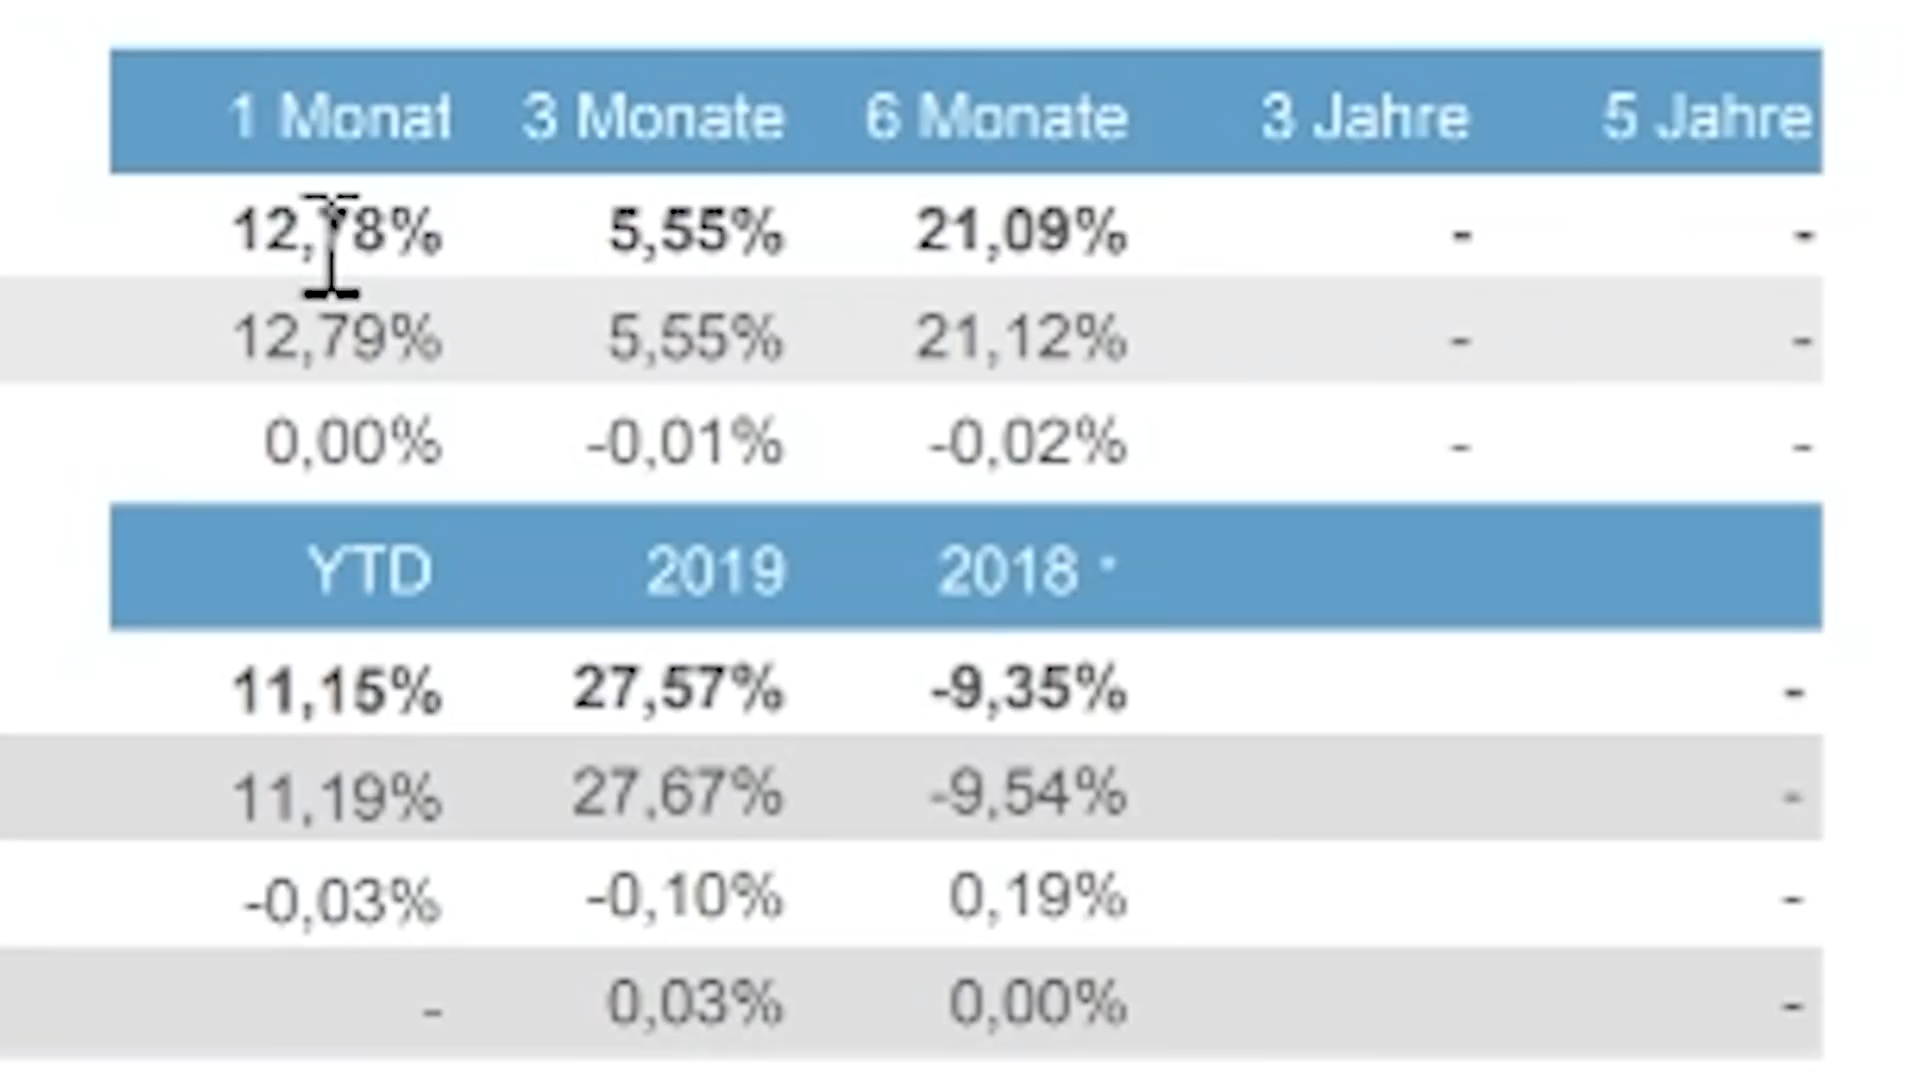 1 Monat 3 Monate 6 Monate 3 Jahre 5 Jahre
12,78% 5,55% 21,09% - -
12,79% 5,55% 21,12% - -
0,00% -0,01% -0,02% - -
YTD 2019 2018 *
11,15% 27,57% -9,35% -
11,19% 27,67% -9,54% -
-0,03% -0,10% 0,19% -
- 0,03% 0,00% -